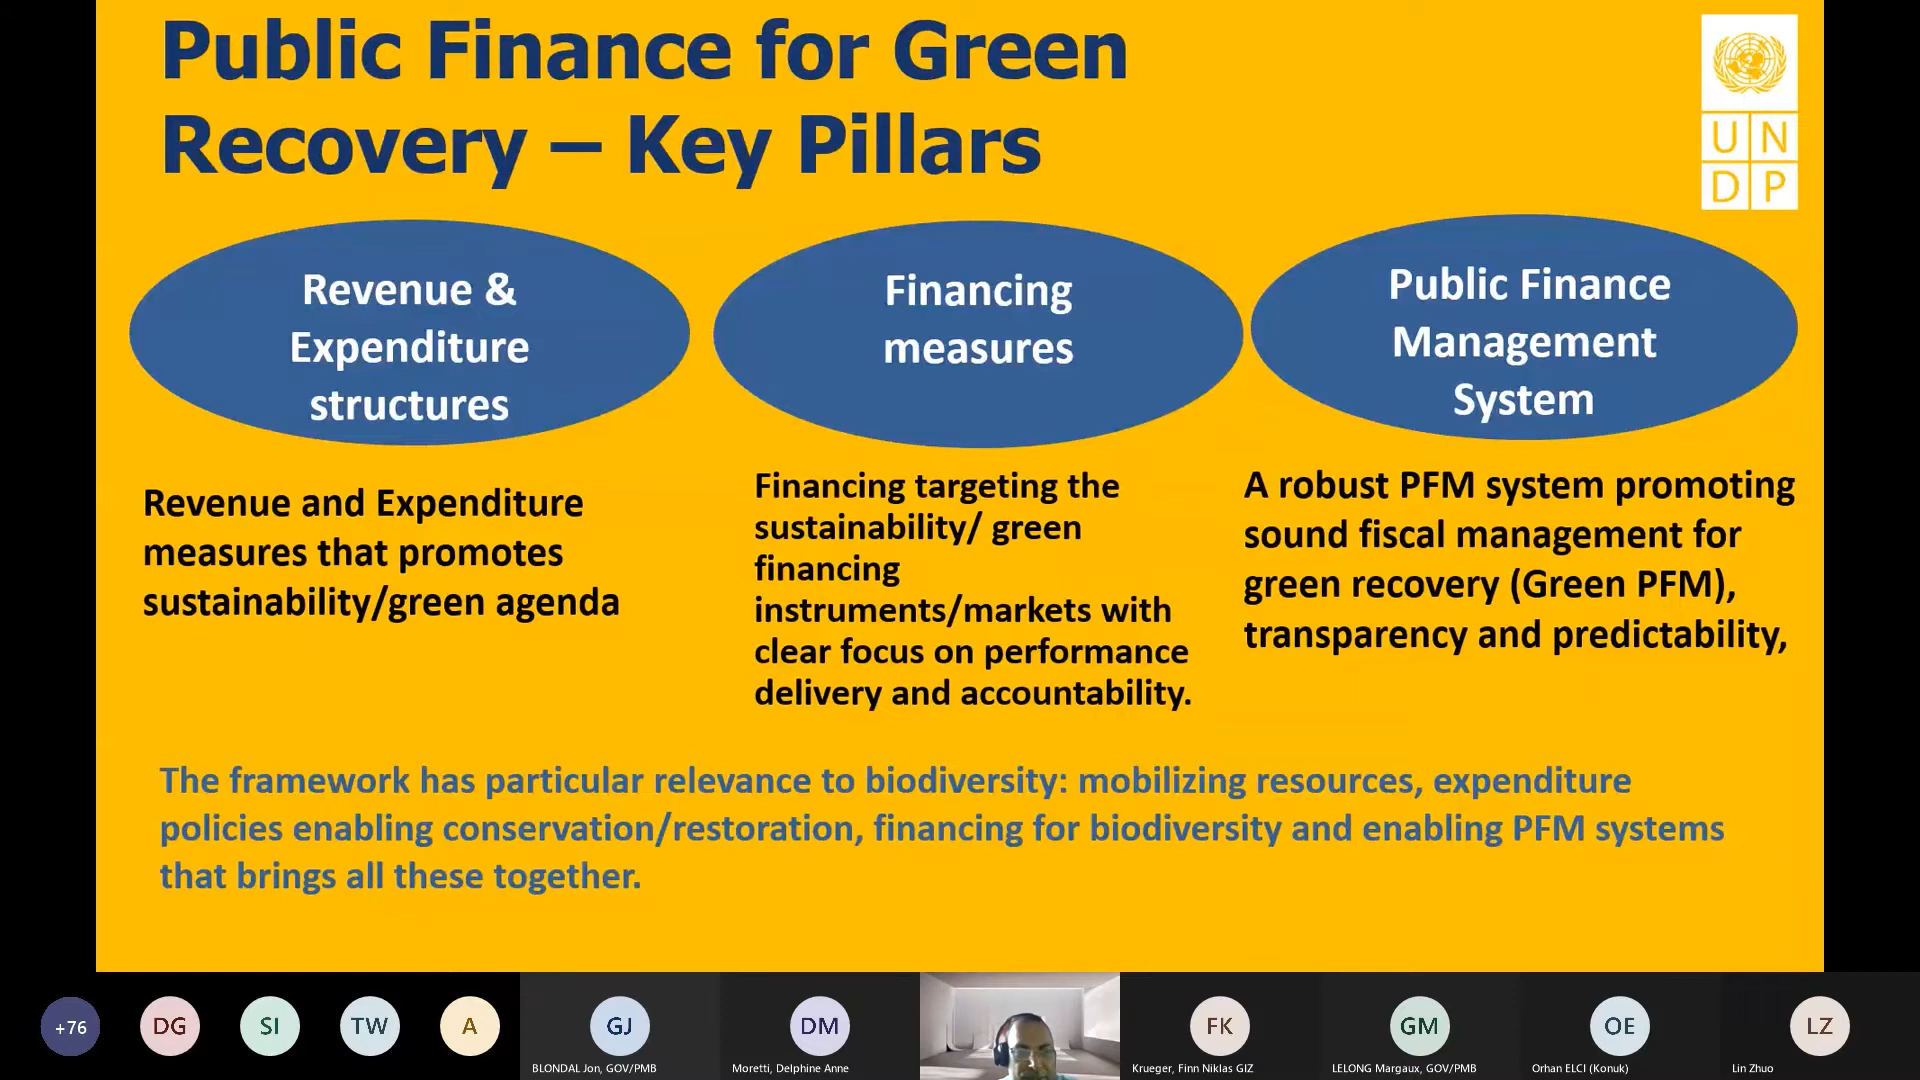 Public Finance for Green
Recovery – Key Pillars
U N
D P
Revenue &
Expenditure
structures
Financing
measures
Public Finance
Management
System
Revenue and Expenditure
measures that promotes
sustainability/green agenda
Financing targeting the
sustainability/ green
financing
instruments/markets with
clear focus on performance
delivery and accountability.
A robust PFM system promoting
sound fiscal management for
green recovery (Green PFM),
transparency and predictability,
The framework has particular relevance to biodiversity: mobilizing resources, expenditure
policies enabling conservation/restoration, financing for biodiversity and enabling PFM systems
that brings all these together.
+76
DG
SI
TW
A
GJ
BLONDAL Jon, GOV/PMB
DM
Moretti, Delphine Anne
FK
Krueger, Finn Niklas GIZ
GM
LELONG Margaux, GOV/PMB
OE
Orhan ELCI (Konuk)
LZ
Lin Zhuo